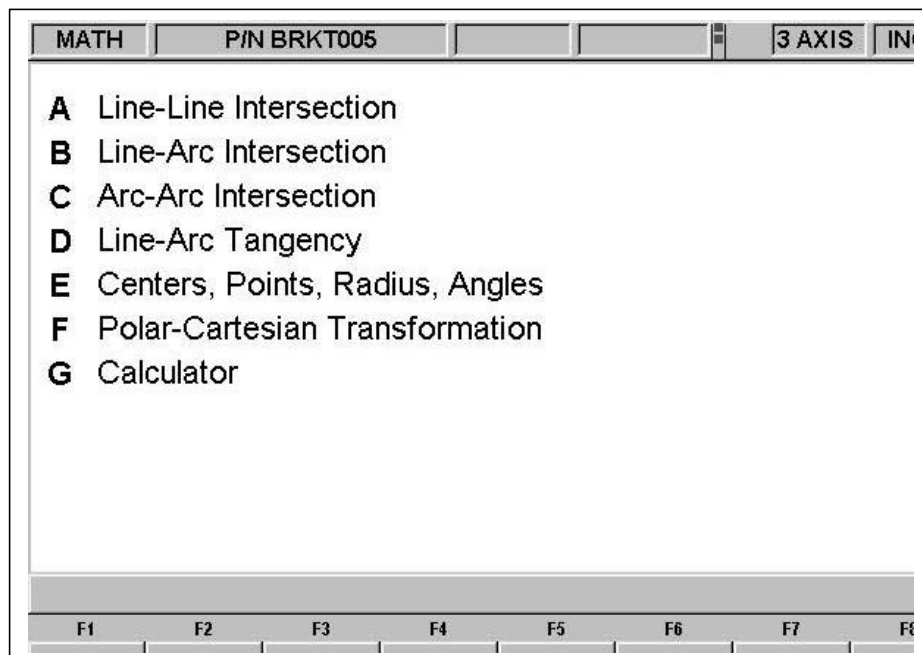 MATH P/N BRKT005 3 AXIS
A Line-Line Intersection
B Line-Arc Intersection
C Arc-Arc Intersection
D Line-Arc Tangency
E Centers, Points, Radius, Angles
F Polar-Cartesian Transformation
G Calculator
F1 F2 F3 F4 F5 F6 F7 F8